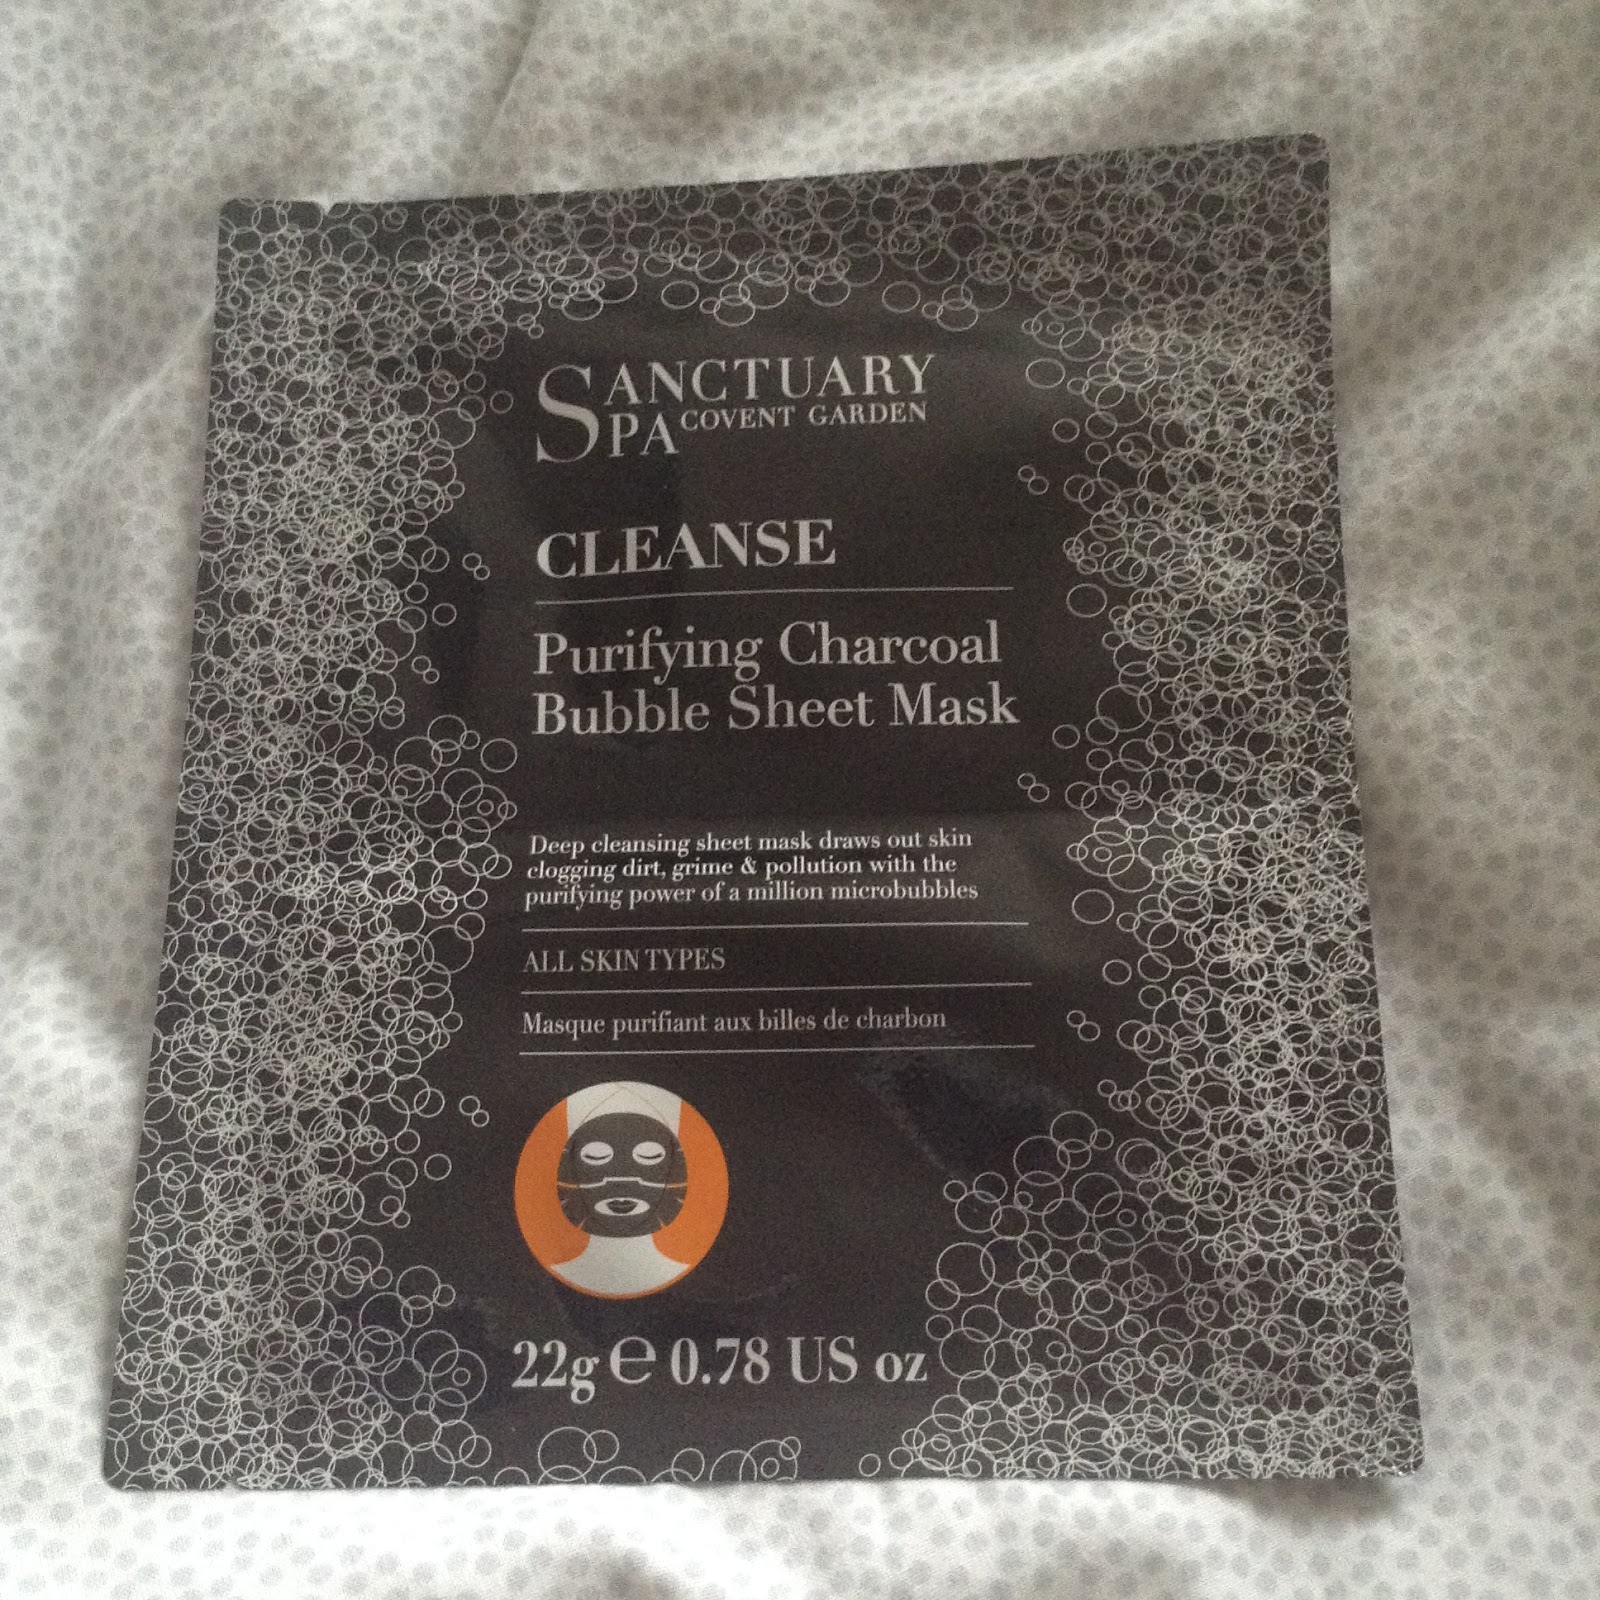 SANCTUARY
SPA COVENT GARDEN
CLEANSE
Purifying Charcoal
Bubble Sheet Mask
Deep cleansing sheet mask draws out skin
clogging dirt, grime & pollution with the
purifying power of a million microbubbles
ALL SKIN TYPES
Masque purifiant aux billes de charbon
22g ℮ 0.78 US oz